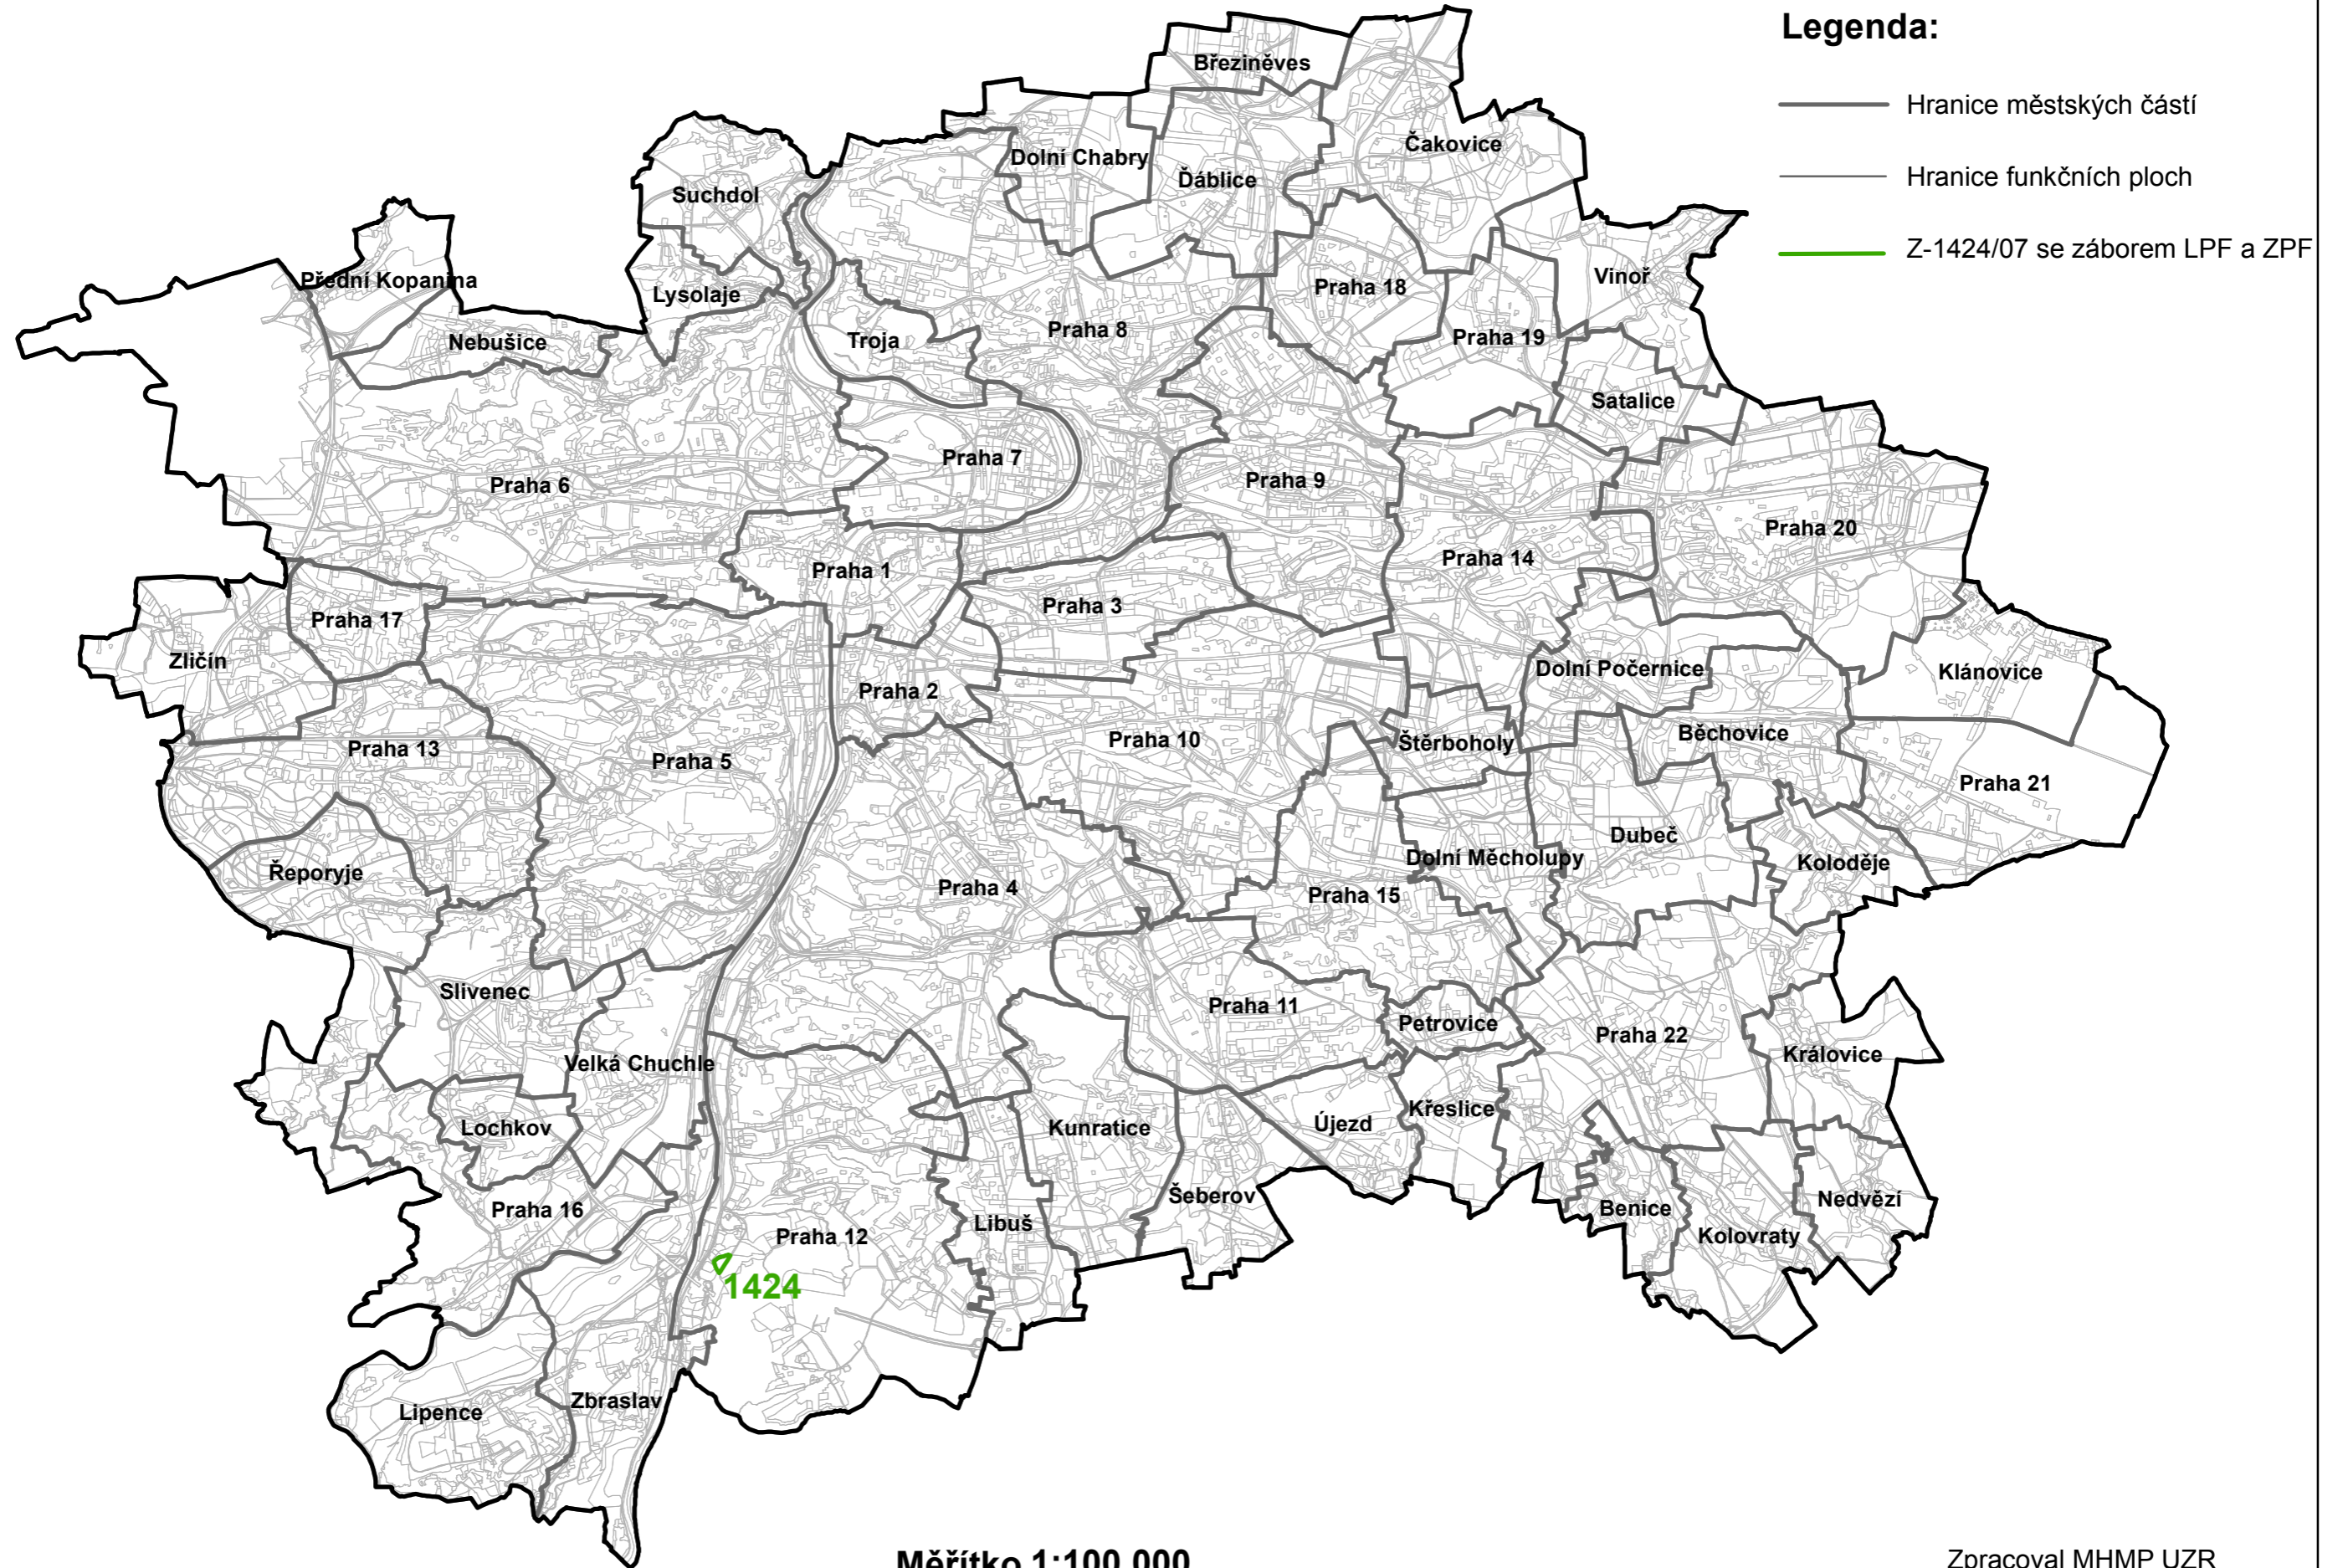 Legenda:
Hranice městských částí
Hranice funkčních ploch
Z-1424/07 se záborem LPF a ZPF
Březiněves
Čakovice
Dolní Chabry
Ďáblice
Suchdol
Přední Kopanina
Lysolaje
Vinoř
Praha 18
Nebušice
Troja
Praha 8
Praha 19
Satalice
Praha 7
Praha 6
Praha 9
Praha 20
Praha 14
Praha 1
Praha 3
Praha 17
Zličín
Dolní Počernice
Klánovice
Praha 2
Praha 13
Praha 5
Praha 10
Štěrboholy
Běchovice
Praha 21
Dubeč
Řeporyje
Praha 4
Dolní Měcholupy
Koloděje
Praha 15
Slivenec
Praha 11
Petrovice
Praha 22
Královice
Velká Chuchle
Lochkov
Kunratice
Újezd
Křeslice
Praha 16
Šeberov
Benice
Nedvězí
Praha 12
Libuš
Kolovraty
1424
Lipence
Zbraslav
Měřítko 1:100 000
Zpracoval MHMP UZR